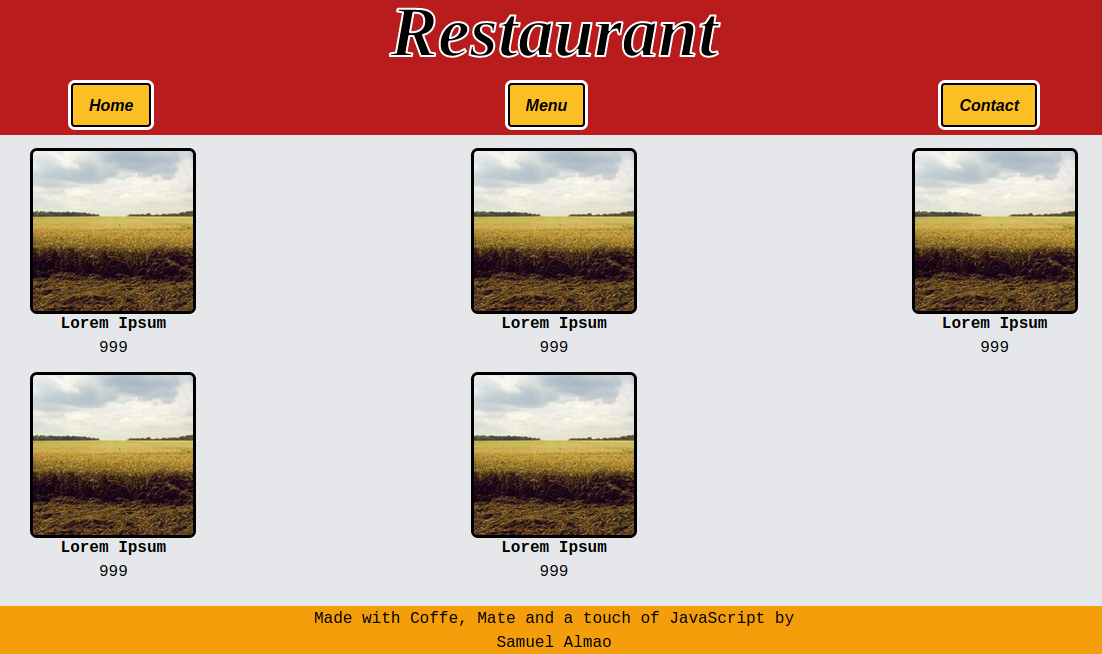 Restaurant
Home
Menu
Contact
Lorem Ipsum
999
Lorem Ipsum
999
Lorem Ipsum
999
Lorem Ipsum
999
Lorem Ipsum
999
Made with Coffe, Mate and a touch of JavaScript by
Samuel Almao